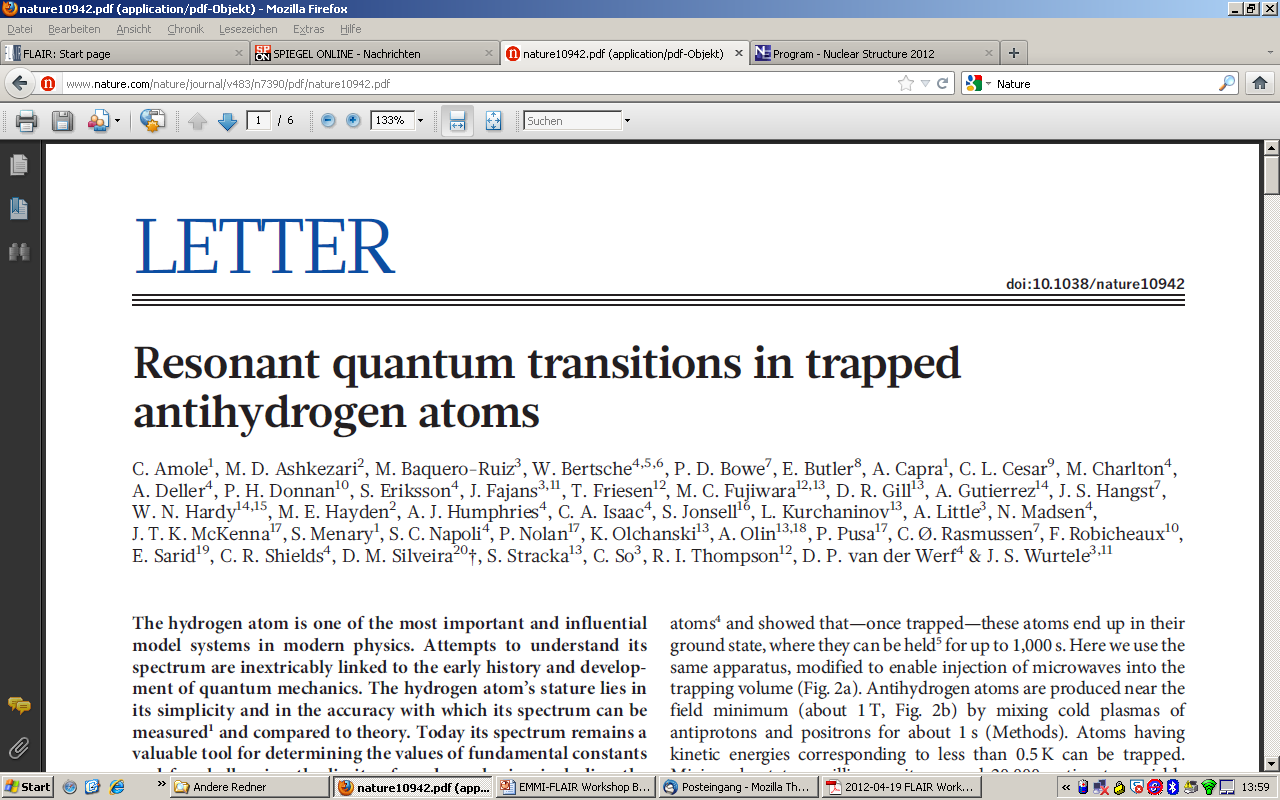 nature10942.pdf (application/pdf-Objekt) - Mozilla Firefox
Datei Bearbeiten Ansicht Chronik Lesezeichen Extras Hilfe
FLAIR: Start page
SPIEGEL ONLINE - Nachrichten
nature10942.pdf (application/pdf-Objekt)
Program - Nuclear Structure 2012
www.nature.com/nature/journal/v483/n7390/pdf/nature10942.pdf
Nature
1 / 6 133% Suchen
LETTER
doi:10.1038/nature10942
Resonant quantum transitions in trapped
antihydrogen atoms
C. Amole1, M. D. Ashkezari2, M. Baquero-Ruiz3, W. Bertsche4,5,6, P. D. Bowe7, E. Butler8, A. Capra1, C. L. Cesar9, M. Charlton4,
A. Deller4, P. H. Donnan10, S. Eriksson4, J. Fajans3,11, T. Friesen12, M. C. Fujiwara12,13, D. R. Gill13, A. Gutierrez14, J. S. Hangst7,
W. N. Hardy14,15, M. E. Hayden2, A. J. Humphries4, C. A. Isaac4, S. Jonsell16, L. Kurchaninov13, A. Little3, N. Madsen4,
J. T. K. McKenna17, S. Menary1, S. C. Napoli4, P. Nolan17, K. Olchanski13, A. Olin13,18, P. Pusa17, C. Ø. Rasmussen7, F. Robicheaux10,
E. Sarid19, C. R. Shields4, D. M. Silveira20†, S. Stracka13, C. So3, R. I. Thompson12, D. P. van der Werf4 & J. S. Wurtele3,11
The hydrogen atom is one of the most important and influential
model systems in modern physics. Attempts to understand its
spectrum are inextricably linked to the early history and develop-
ment of quantum mechanics. The hydrogen atom's stature lies in
its simplicity and in the accuracy with which its spectrum can be
measured1 and compared to theory. Today its spectrum remains a
valuable tool for determining the values of fundamental constants
atoms4 and showed that—once trapped—these atoms end up in their
ground state, where they can be held5 for up to 1,000 s. Here we use the
same apparatus, modified to enable injection of microwaves into the
trapping volume (Fig. 2a). Antihydrogen atoms are produced near the
field minimum (about 1 T, Fig. 2b) by mixing cold plasmas of
antiprotons and positrons for about 1 s (Methods). Atoms having
kinetic energies corresponding to less than 0.5 K can be trapped.
Start
Andere Redner
nature10942.pdf (ap...
EMMI-FLAIR Workshop B...
Posteingang - Mozilla Th...
2012-04-19 FLAIR Work...
13:59